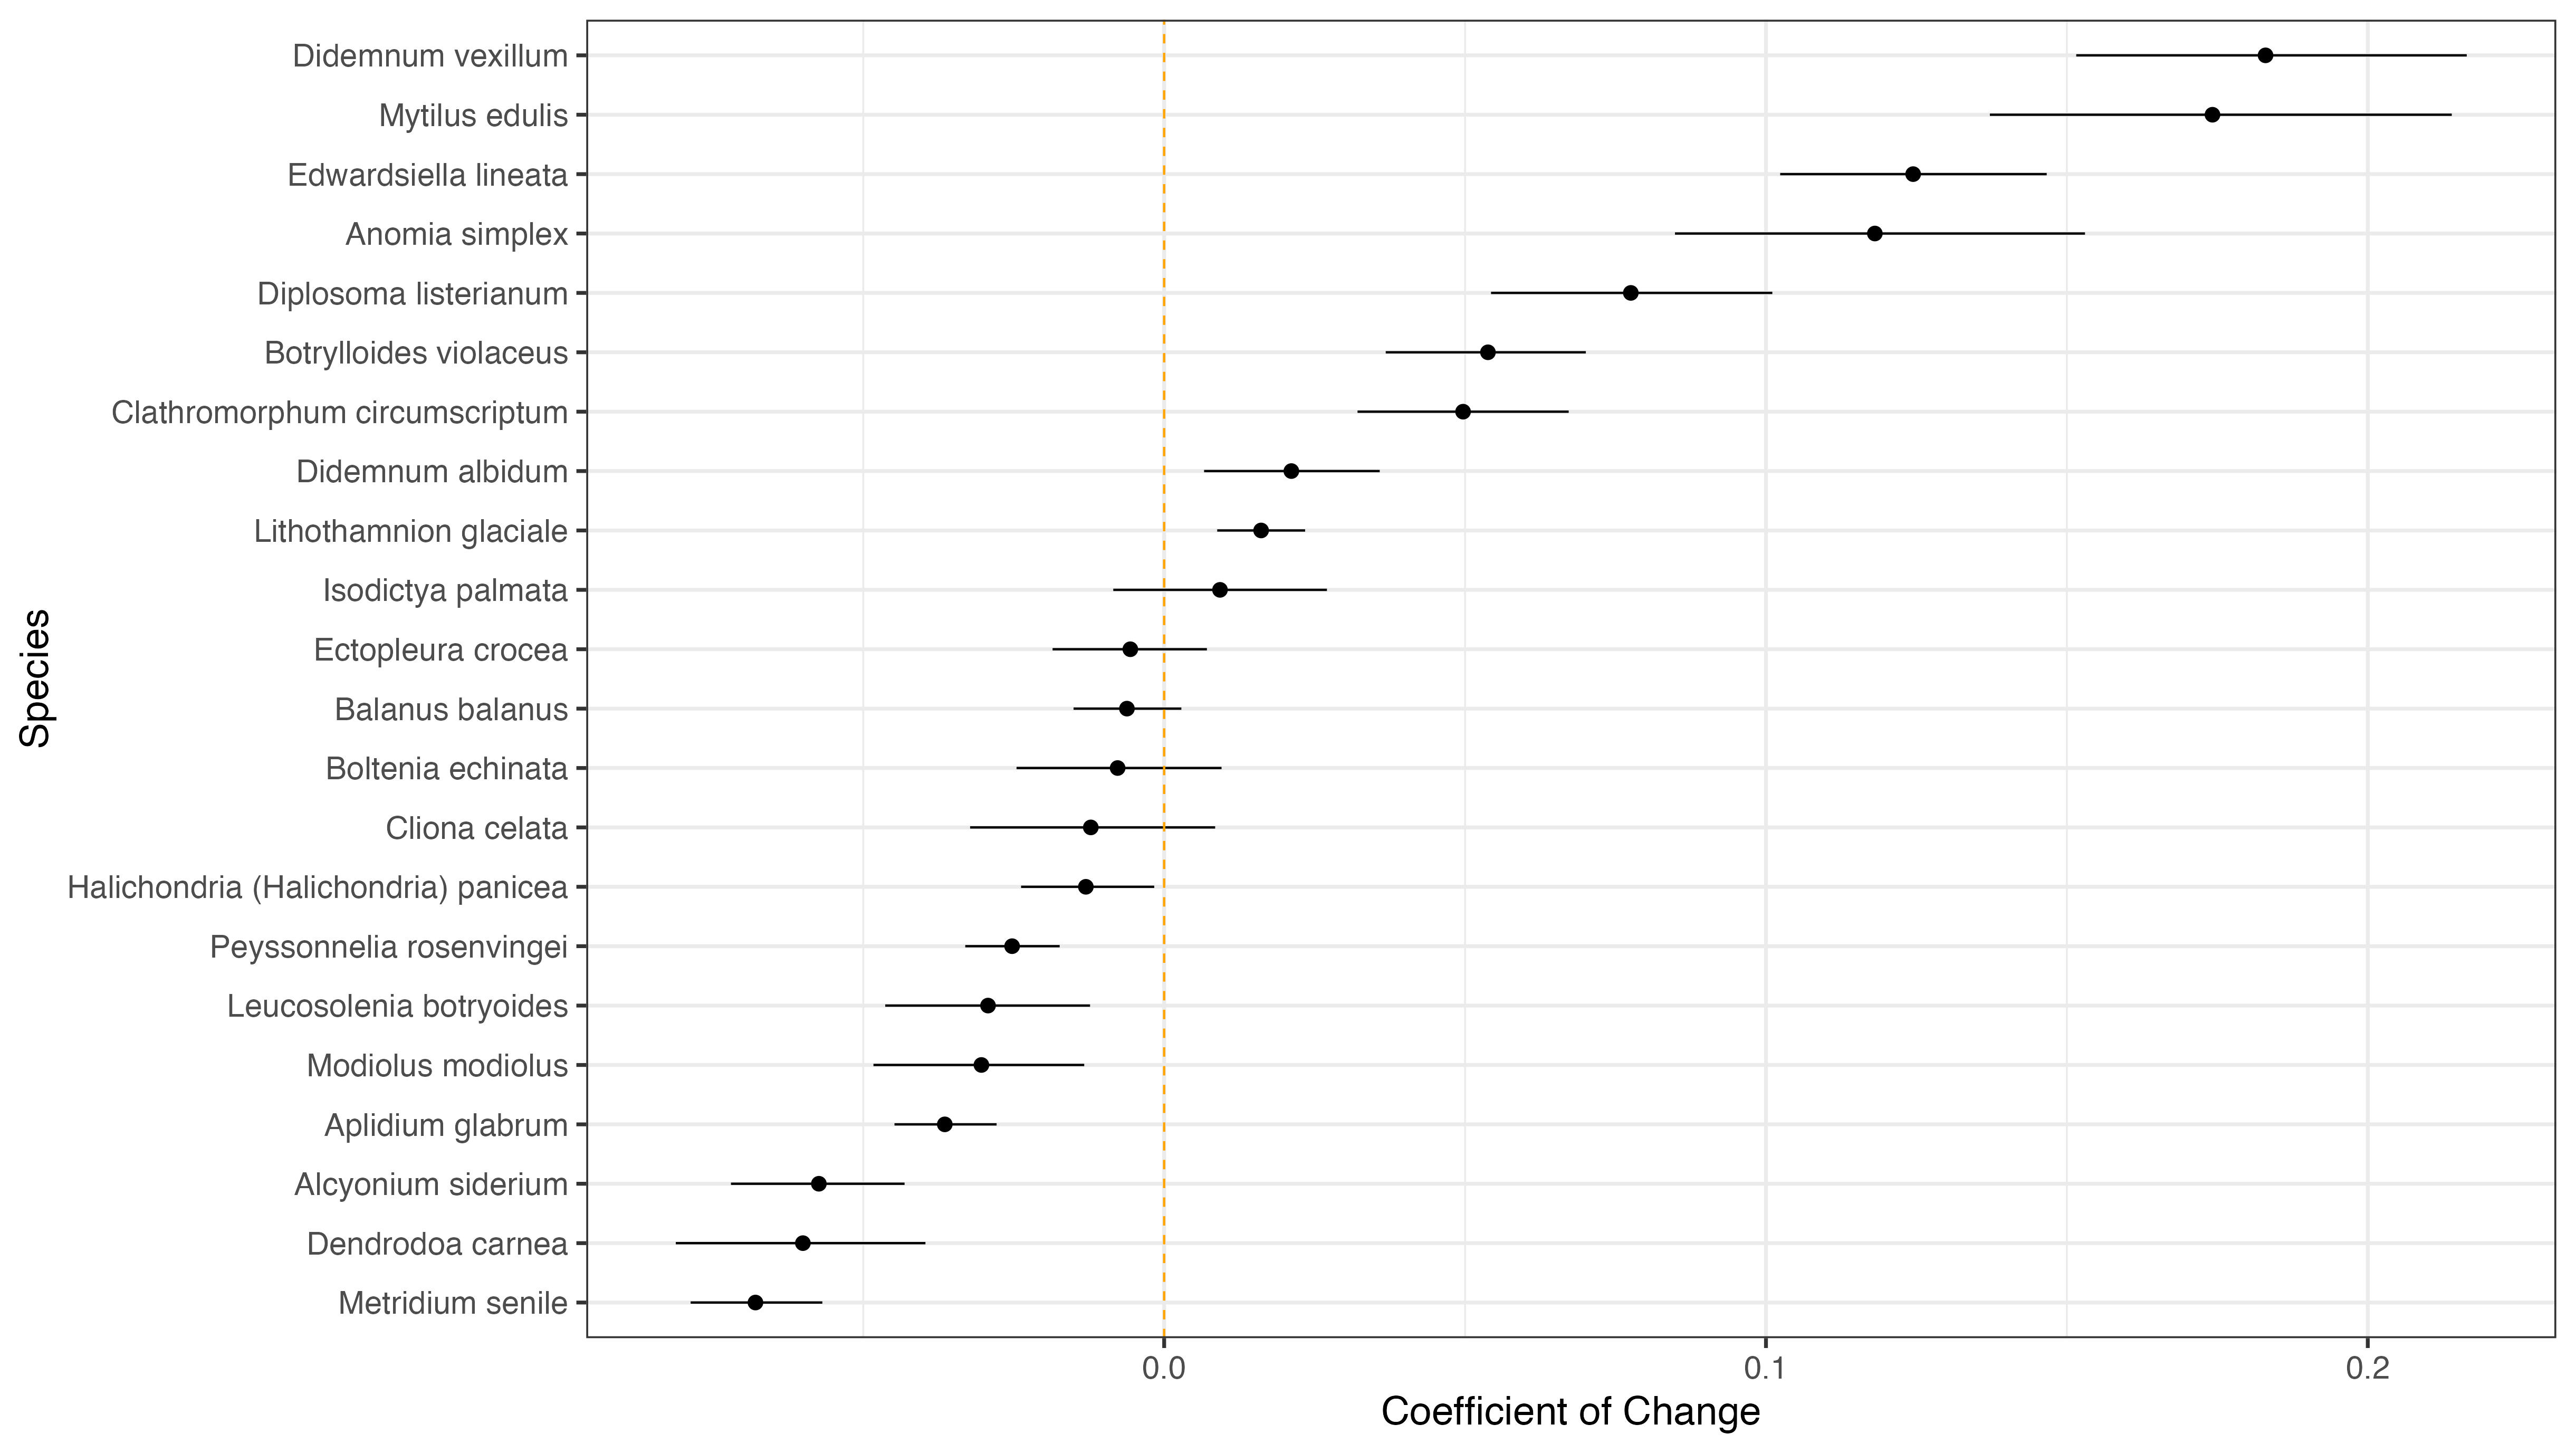 Didemnum vexillum
Mytilus edulis
Edwardsiella lineata
Anomia simplex
Diplosoma listerianum
Botrylloides violaceus
Clathromorphum circumscriptum
Didemnum albidum
Lithothamnion glaciale
Isodictya palmata
Ectopleura crocea
Balanus balanus
Boltenia echinata
Cliona celata
Halichondria (Halichondria) panicea
Peyssonnelia rosenvingei
Leucosolenia botryoides
Modiolus modiolus
Aplidium glabrum
Alcyonium siderium
Dendrodoa carnea
Metridium senile
Species
0.0 0.1 0.2
Coefficient of Change